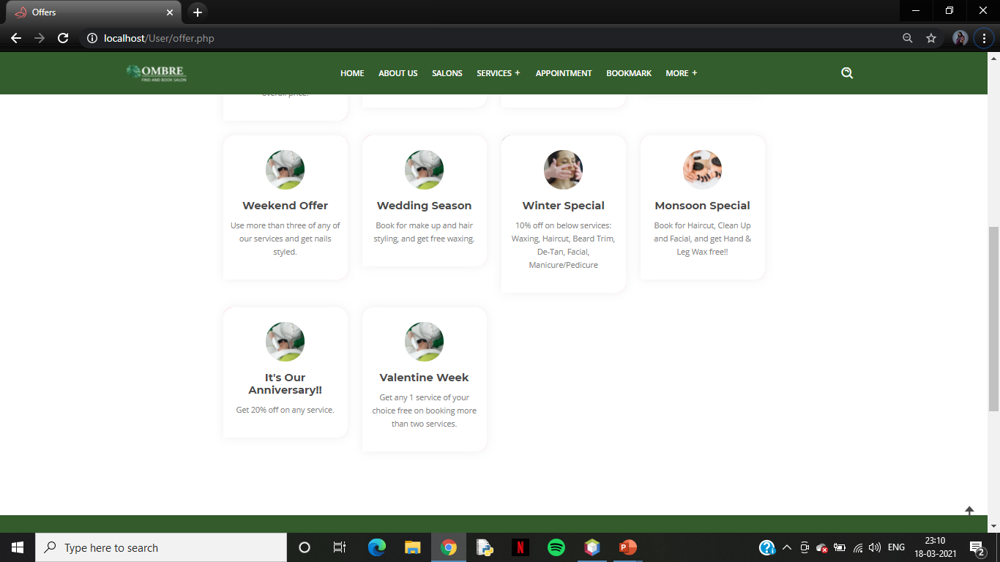 Offers
localhost/User/offer.php
OMBRE
FIND AND BOOK SALON
HOME ABOUT US SALONS SERVICES + APPOINTMENT BOOKMARK MORE +
overall price.
Weekend Offer
Use more than three of any of
our services and get nails
styled.
Wedding Season
Book for make up and hair
styling, and get free waxing.
Winter Special
10% off on below services:
Waxing, Haircut, Beard Trim,
De-Tan, Facial,
Manicure/Pedicure
Monsoon Special
Book for Haircut, Clean Up
and Facial, and get Hand &
Leg Wax free!!
It's Our
Anniversary!!
Get 20% off on any service.
Valentine Week
Get any 1 service of your
choice free on booking more
than two services.
Type here to search
ENG
23:10
18-03-2021
2